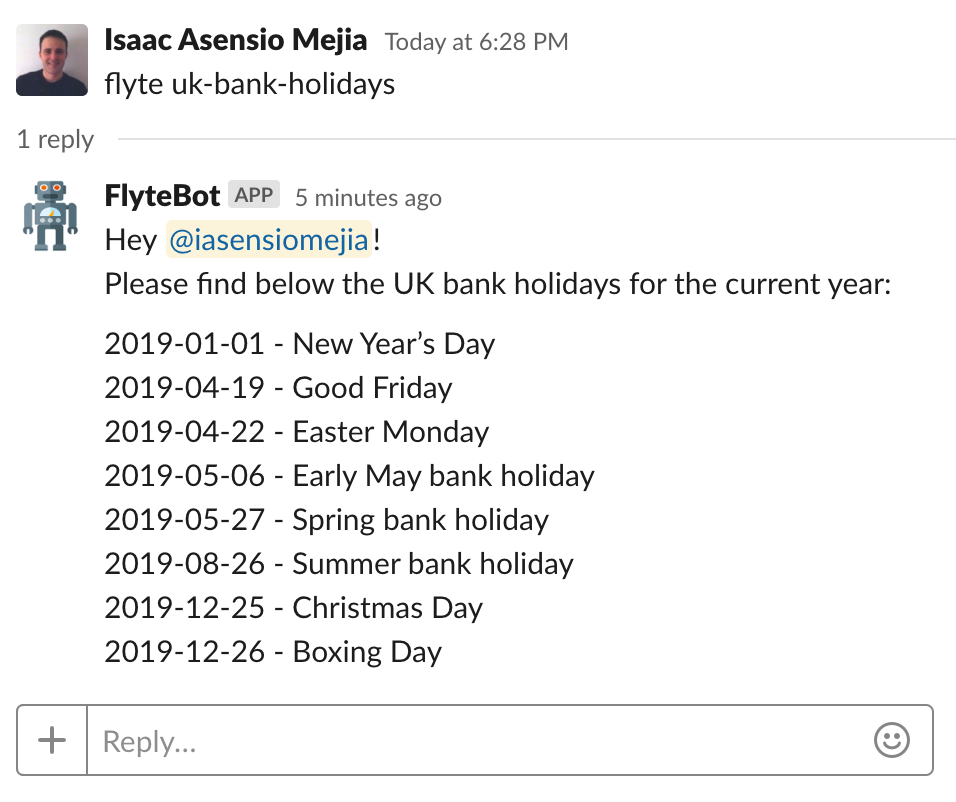 Isaac Asensio Mejia Today at 6:28 PM
flyte uk-bank-holidays
1 reply
FlyteBot APP 5 minutes ago
Hey @iasensiomejia!
Please find below the UK bank holidays for the current year:
2019-01-01 - New Year’s Day
2019-04-19 - Good Friday
2019-04-22 - Easter Monday
2019-05-06 - Early May bank holiday
2019-05-27 - Spring bank holiday
2019-08-26 - Summer bank holiday
2019-12-25 - Christmas Day
2019-12-26 - Boxing Day
Reply...